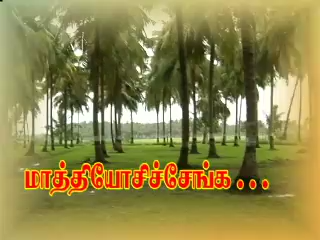 மாத்தியோசிச்சேங்க . . .